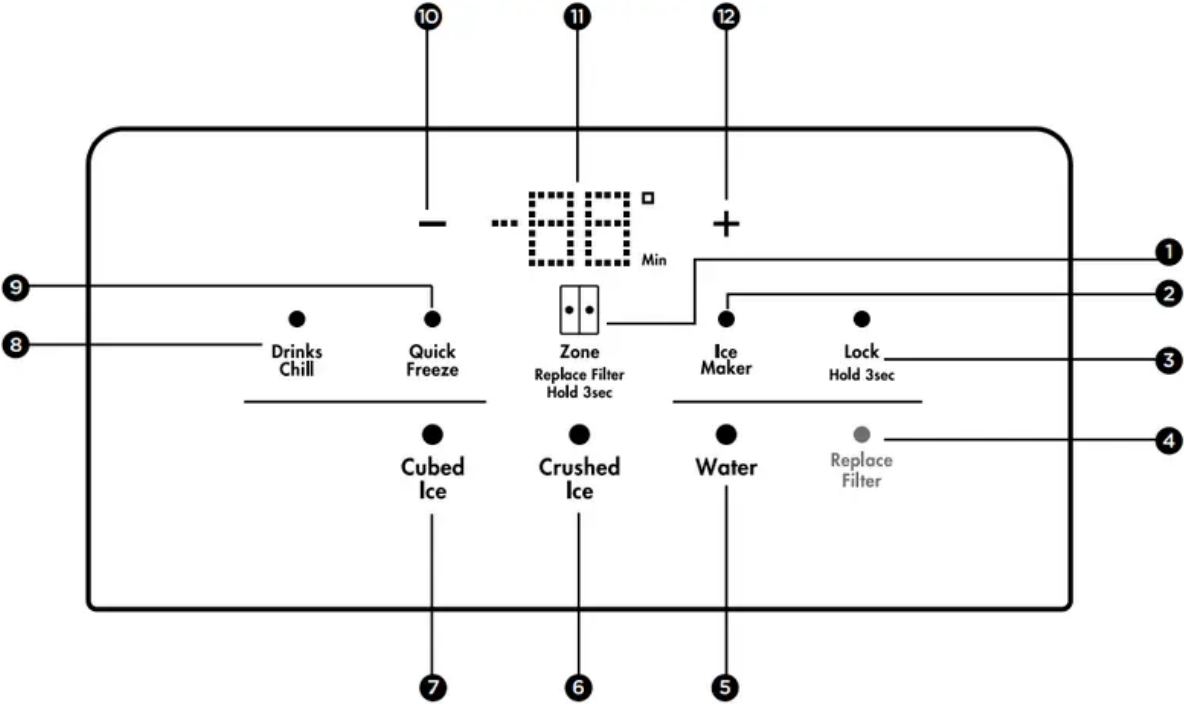 10 11 12
− -88° +
Min
1
2
9
8
Drinks
Chill
Quick
Freeze
Zone
Replace Filter
Hold 3sec
Ice
Maker
Lock
Hold 3sec
3
4
Cubed
Ice
Crushed
Ice
Water
Replace
Filter
7 6 5